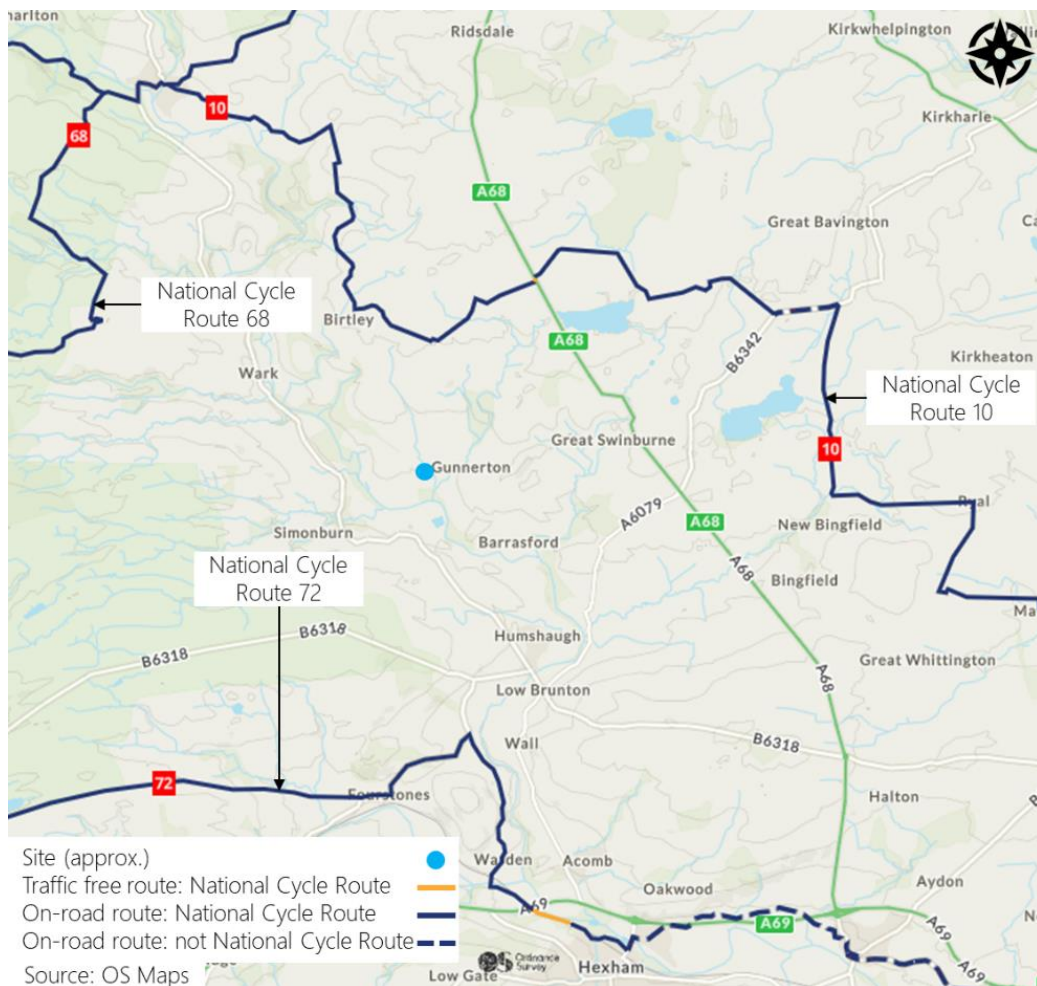 harlton
Ridsdale
Kirkwhelpington
Kirkharle
10
68
A68
Great Bavington
National Cycle
Route 68
Birtley
A68
B6342
Kirkheaton
Wark
National Cycle
Route 10
Great Swinburne
10
Gunnerton
Ryal
A6079
A68
New Bingfield
Simonburn
Barrasford
A68
Bingfield
National Cycle
Route 72
Humshaugh
B6318
B6318
Great Whittington
A68
Low Brunton
Wall
B6318
72
Fourstones
Halton
Site (approx.)
Traffic free route: National Cycle Route
On-road route: National Cycle Route
On-road route: not National Cycle Route
Source: OS Maps
Warden
Acomb
Oakwood
Aydon
A69
A69
A69
A69
Ordnance
Survey
Low Gate
Hexham